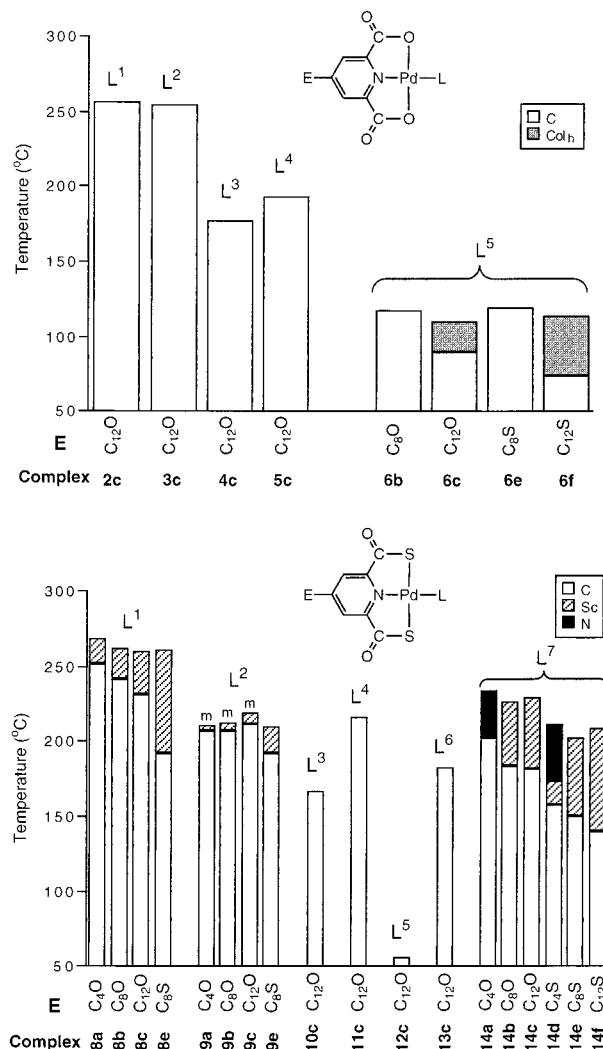 L1
L2
L3
L4
L5
E
N
Pd
L
C
O
O
C
O
O
C
Colh
300
250
200
150
100
50
Temperature (°C)
E
C12O
C12O
C12O
C12O
C8O
C12O
C8S
C12S
Complex
2c
3c
4c
5c
6b
6c
6e
6f
E
N
Pd
L
C
O
S
C
O
S
C
Sc
N
300
250
200
150
100
50
Temperature (°C)
L1
L2
m
m
m
L3
L4
L5
L6
L7
E
C4O
C8O
C12O
C8S
C4O
C8O
C12O
C8S
C12O
C12O
C12O
C12O
C4O
C8O
C12O
C4S
C8S
C12S
Complex
8a
8b
8c
8e
9a
9b
9c
9e
10c
11c
12c
13c
14a
14b
14c
14d
14e
14f